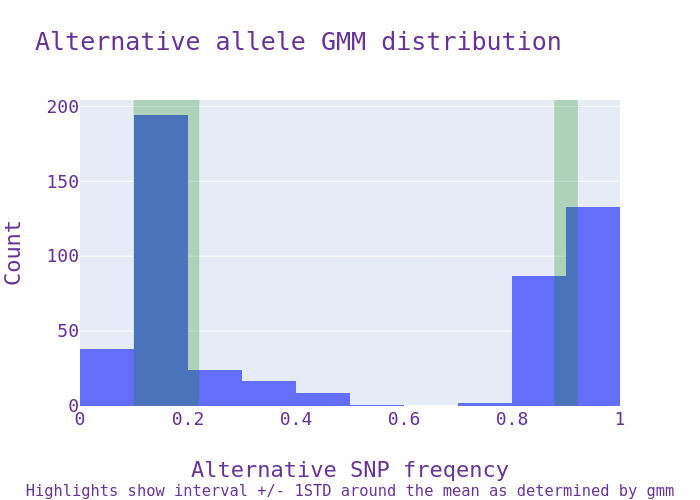 Alternative allele GMM distribution
200
150
100
50
0
Count
0
0.2
0.4
0.6
0.8
1
Alternative SNP freqency
Highlights show interval +/- 1STD around the mean as determined by gmm